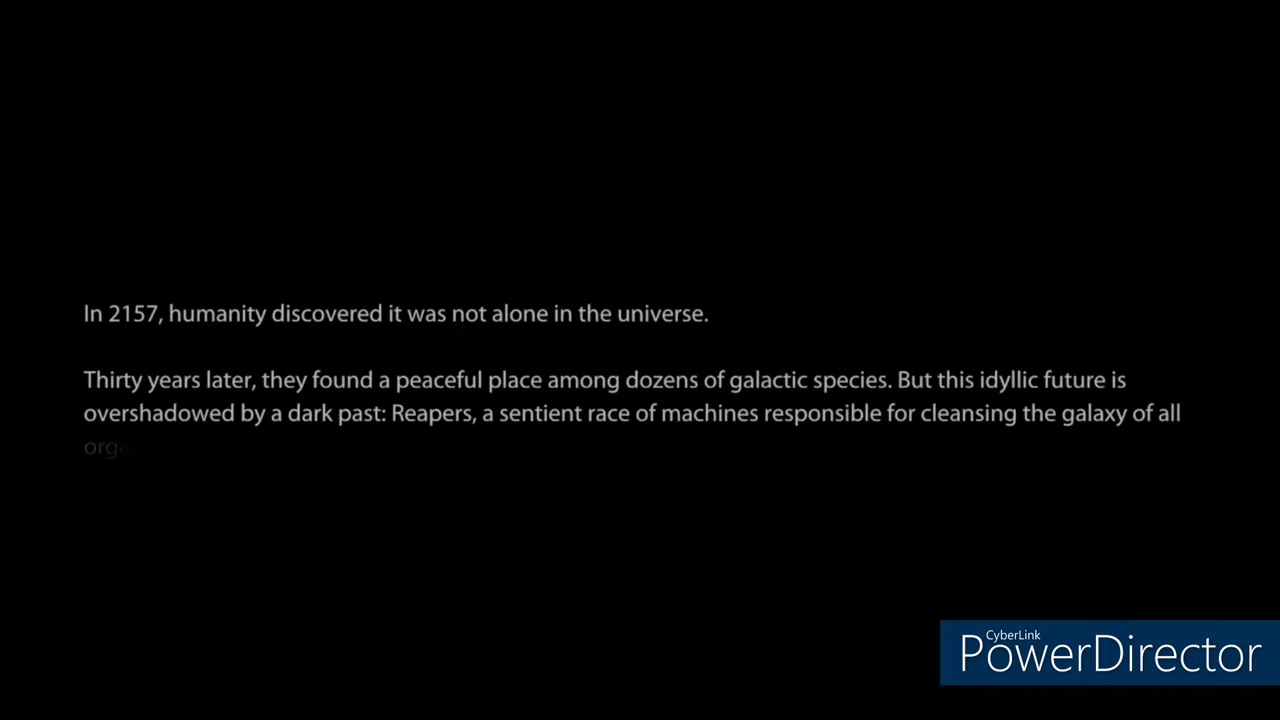 In 2157, humanity discovered it was not alone in the universe.
Thirty years later, they found a peaceful place among dozens of galactic species. But this idyllic future is
overshadowed by a dark past: Reapers, a sentient race of machines responsible for cleansing the galaxy of all
orga
CyberLink
PowerDirector